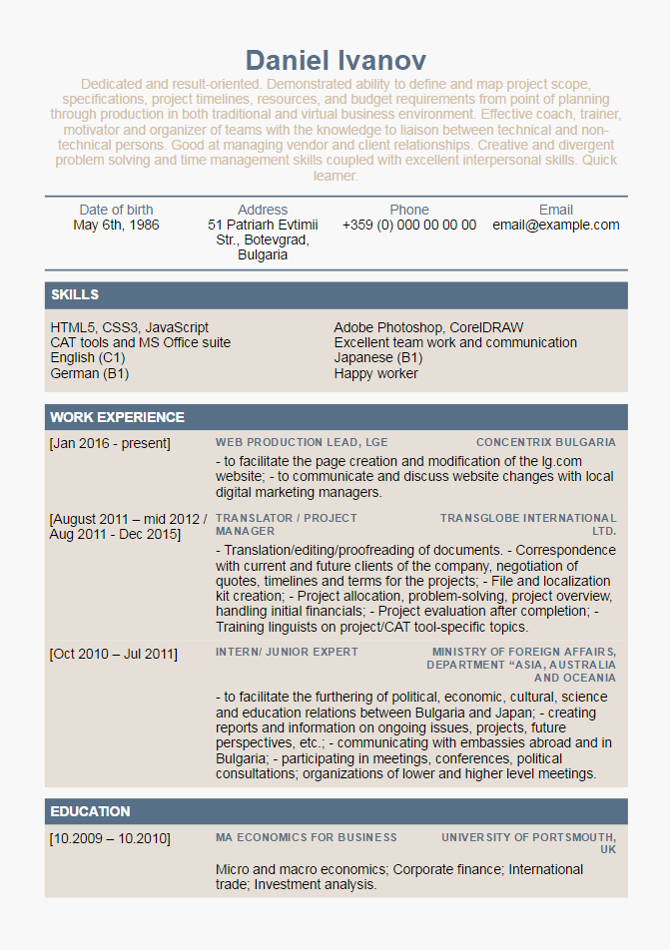 Daniel Ivanov
Dedicated and result-oriented. Demonstrated ability to define and map project scope,
specifications, project timelines, resources, and budget requirements from point of planning
through production in both traditional and virtual business environment. Effective coach, trainer,
motivator and organizer of teams with the knowledge to liaison between technical and non-
technical persons. Good at managing vendor and client relationships. Creative and divergent
problem solving and time management skills coupled with excellent interpersonal skills. Quick
learner.
Date of birth
May 6th, 1986
Address
51 Patriarh Evtimii
Str., Botevgrad,
Bulgaria
Phone
+359 (0) 000 00 00 00
Email
email@example.com
SKILLS
HTML5, CSS3, JavaScript
CAT tools and MS Office suite
English (C1)
German (B1)
Adobe Photoshop, CorelDRAW
Excellent team work and communication
Japanese (B1)
Happy worker
WORK EXPERIENCE
[Jan 2016 - present]
WEB PRODUCTION LEAD, LGE
CONCENTRIX BULGARIA
- to facilitate the page creation and modification of the lg.com
website; - to communicate and discuss website changes with local
digital marketing managers.
[August 2011 – mid 2012 /
Aug 2011 - Dec 2015]
TRANSLATOR / PROJECT
MANAGER
TRANSGLOBE INTERNATIONAL
LTD.
- Translation/editing/proofreading of documents. - Correspondence
with current and future clients of the company, negotiation of
quotes, timelines and terms for the projects; - File and localization
kit creation; - Project allocation, problem-solving, project overview,
handling initial financials; - Project evaluation after completion; -
Training linguists on project/CAT tool-specific topics.
[Oct 2010 – Jul 2011]
INTERN/ JUNIOR EXPERT
MINISTRY OF FOREIGN AFFAIRS,
DEPARTMENT “ASIA, AUSTRALIA
AND OCEANIA
- to facilitate the furthering of political, economic, cultural, science
and education relations between Bulgaria and Japan; - creating
reports and information on ongoing issues, projects, future
perspectives, etc.; - communicating with embassies abroad and in
Bulgaria; - participating in meetings, conferences, political
consultations; organizations of lower and higher level meetings.
EDUCATION
[10.2009 – 10.2010]
MA ECONOMICS FOR BUSINESS
UNIVERSITY OF PORTSMOUTH,
UK
Micro and macro economics; Corporate finance; International
trade; Investment analysis.